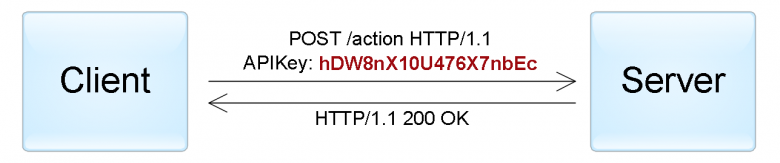 Client
POST /action HTTP/1.1
APIKey: hDW8nX10U476X7nbEc
HTTP/1.1 200 OK
Server